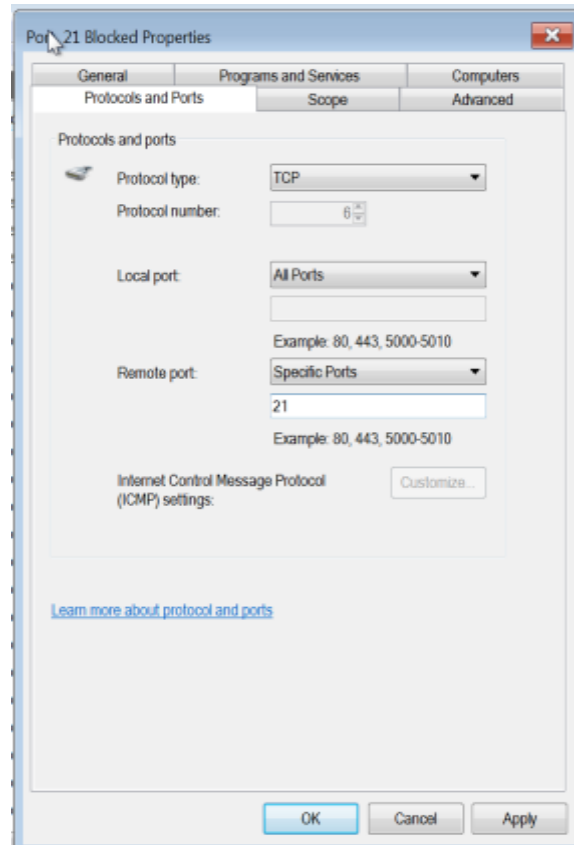 Port 21 Blocked Properties
General Programs and Services Computers
Protocols and Ports Scope Advanced
Protocols and ports
Protocol type: TCP
Protocol number: 6
Local port: All Ports
Example: 80, 443, 5000-5010
Remote port: Specific Ports
21
Example: 80, 443, 5000-5010
Internet Control Message Protocol
(ICMP) settings: Customize...
Learn more about protocol and ports
OK Cancel Apply